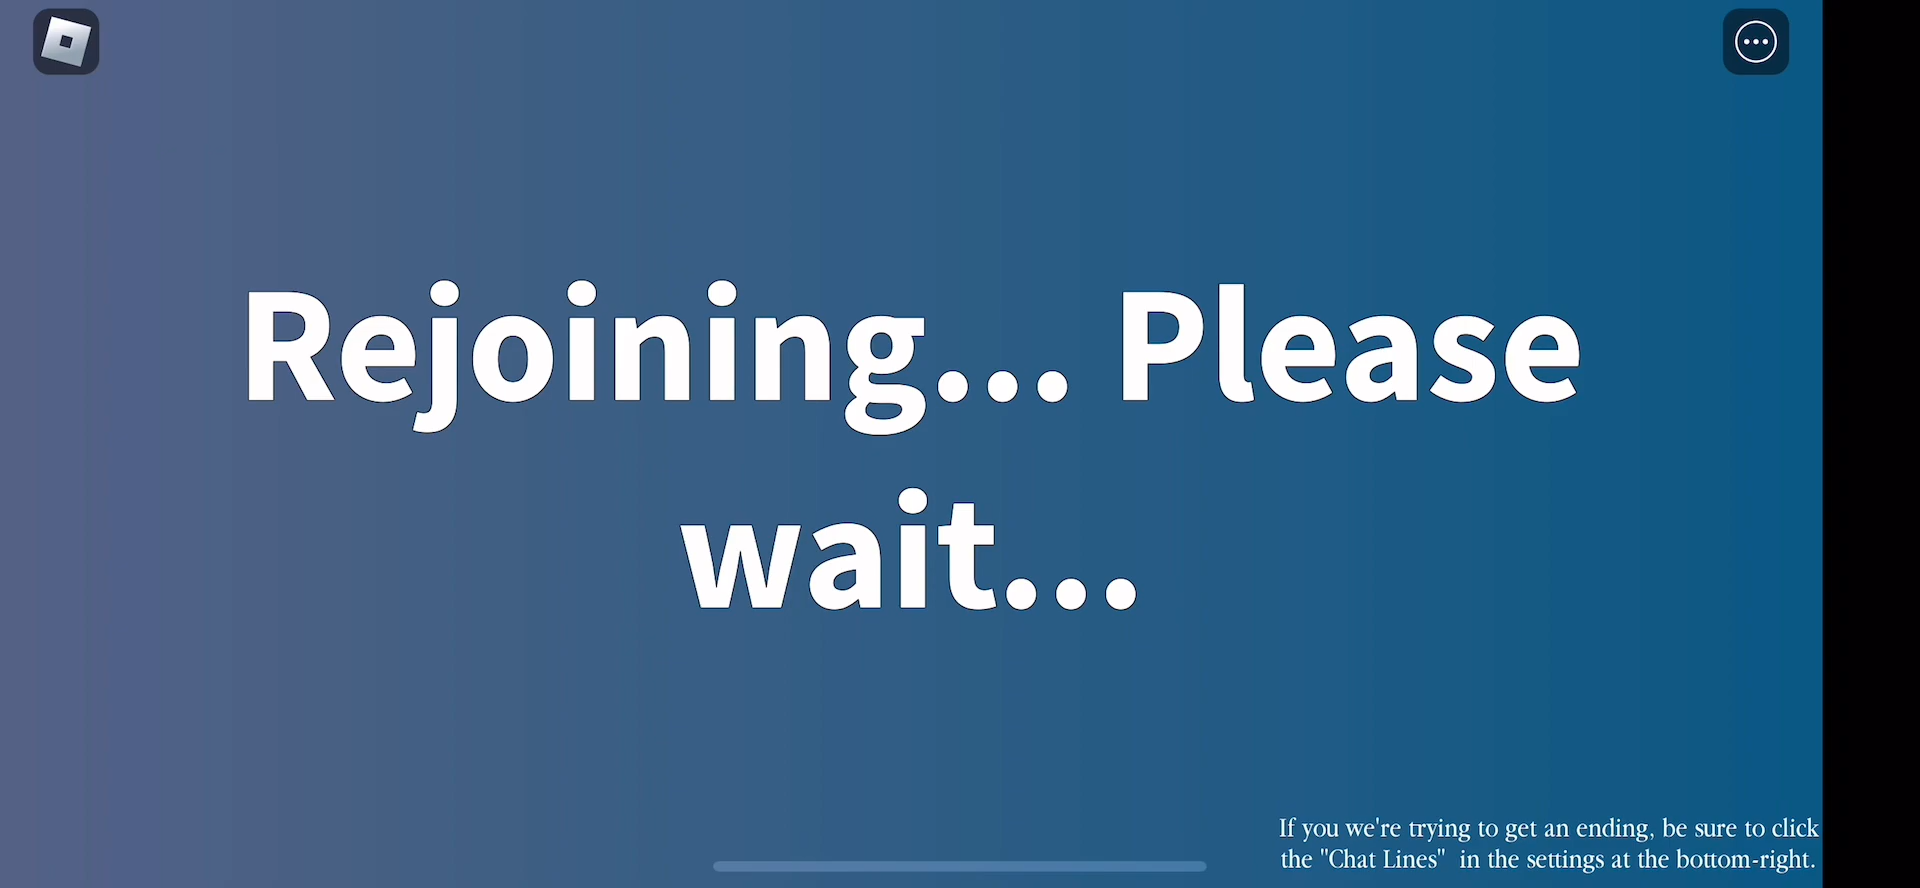 Rejoining... Please
wait...
If you we're trying to get an ending, be sure to click
the "Chat Lines"  in the settings at the bottom-right.